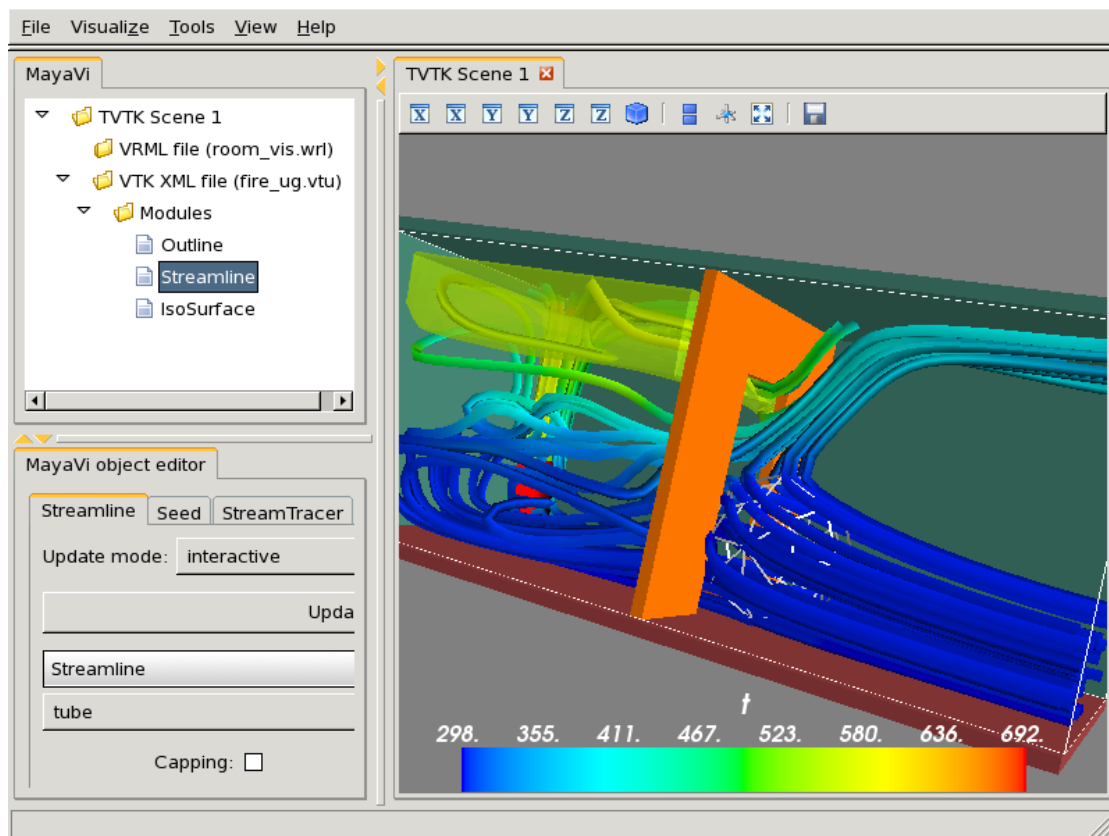 File Visualize Tools View Help
MayaVi
TVTK Scene 1
VRML file (room_vis.wrl)
VTK XML file (fire_ug.vtu)
Modules
Outline
Streamline
IsoSurface
MayaVi object editor
Streamline Seed StreamTracer
Update mode: interactive
Upda
Streamline
tube
Capping:
TVTK Scene 1
X X Y Y Z Z
t
298. 355. 411. 467. 523. 580. 636. 692.